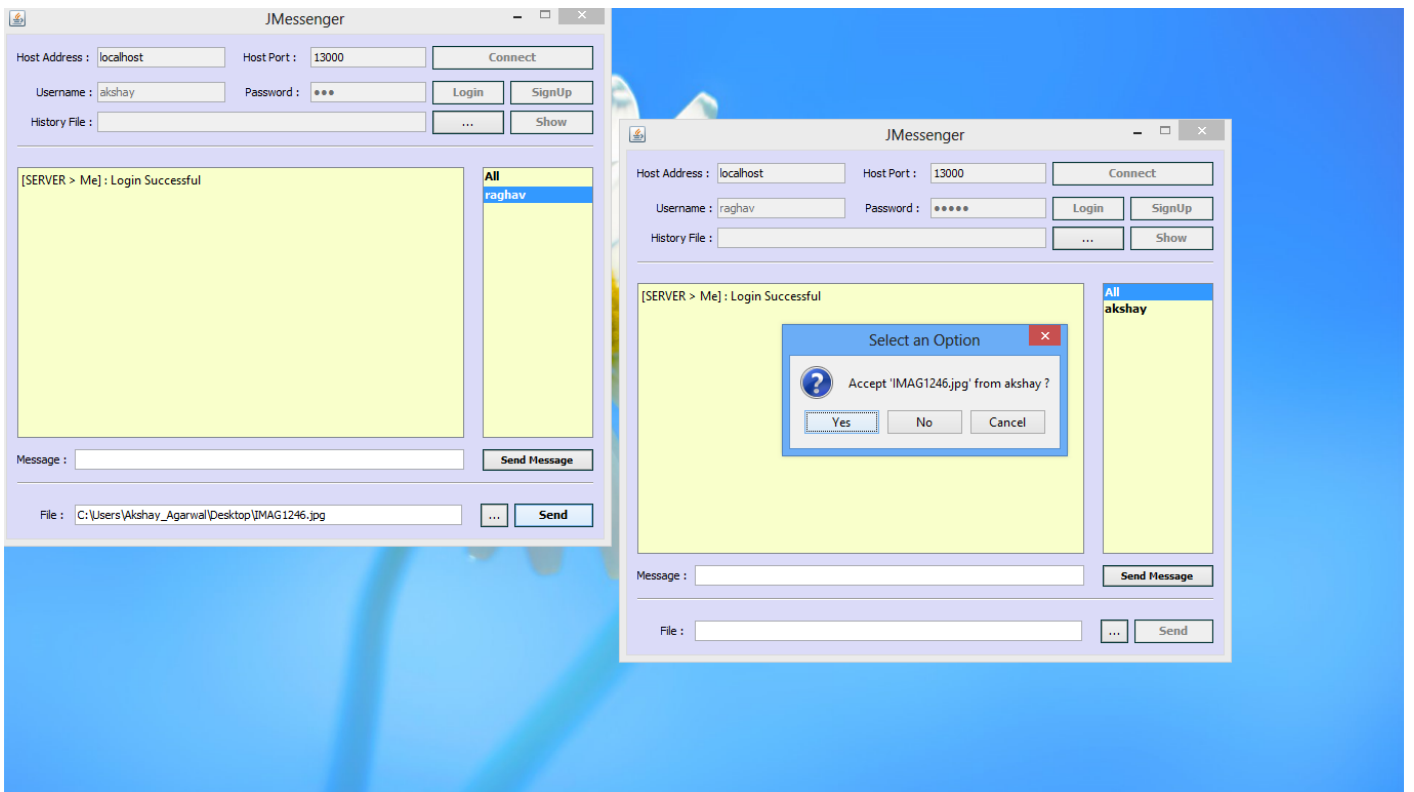 JMessenger
Host Address : localhost Host Port : 13000 Connect
Username : akshay Password : ●●● Login SignUp
History File : ... Show
[SERVER > Me] : Login Successful
All
raghav
Message : Send Message
File : C:\Users\Akshay_Agarwal\Desktop\IMAG1246.jpg ... Send
JMessenger
Host Address : localhost Host Port : 13000 Connect
Username : raghav Password : ●●●●● Login SignUp
History File : ... Show
[SERVER > Me] : Login Successful
All
akshay
Select an Option
Accept 'IMAG1246.jpg' from akshay ?
Yes No Cancel
Message : Send Message
File : ... Send